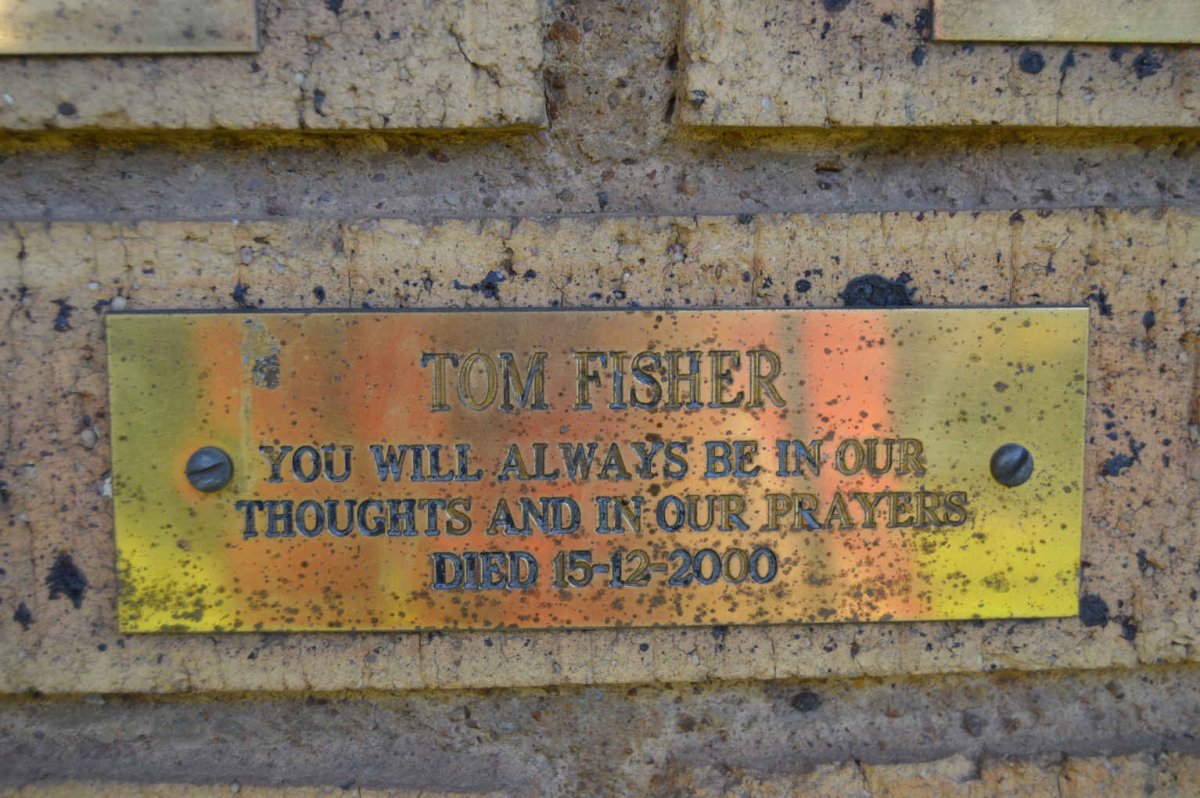 TOM FISHER
YOU WILL ALWAYS BE IN OUR
THOUGHTS AND IN OUR PRAYERS
DIED 15-12-2000